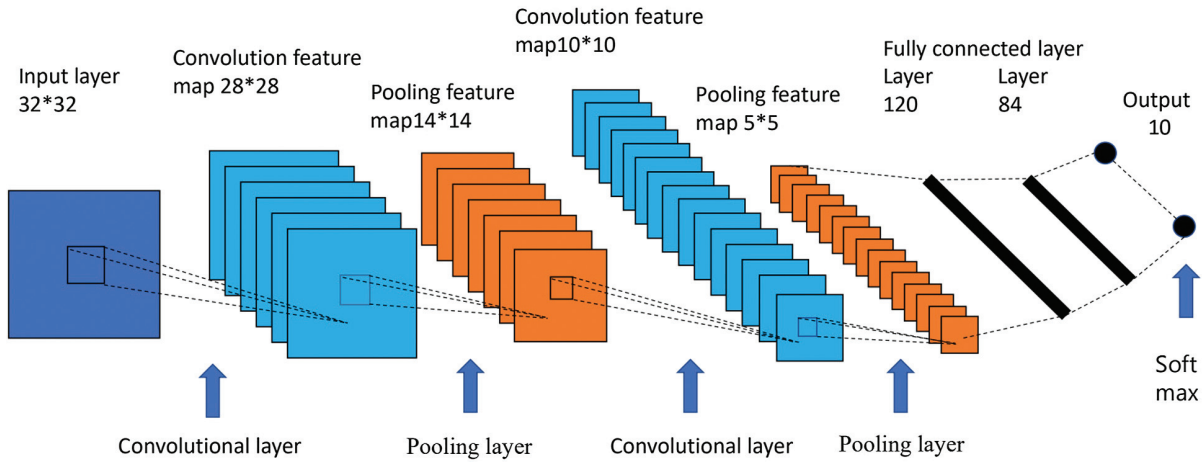 Input layer
32*32
Convolution feature
map 28*28
Pooling feature
map14*14
Convolution feature
map10*10
Pooling feature
map 5*5
Fully connected layer
Layer
120
Layer
84
Output
10
Convolutional layer
Pooling layer
Convolutional layer
Pooling layer
Soft
max